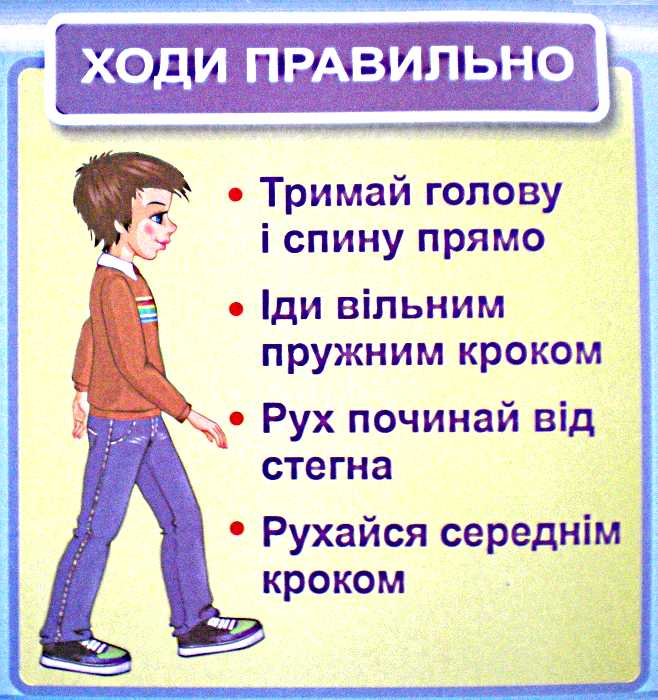 ХОДИ ПРАВИЛЬНО
• Тримай голову
і спину прямо
• Іди вільним
пружним кроком
• Рух починай від
стегна
• Рухайся середнім
кроком